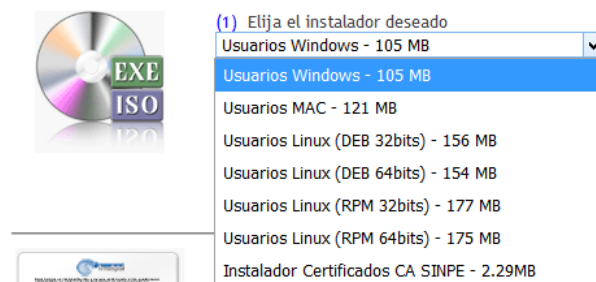 (1) Elija el instalador deseado
Usuarios Windows - 105 MB
Usuarios Windows - 105 MB
EXE
ISO
Usuarios MAC - 121 MB
Usuarios Linux (DEB 32bits) - 156 MB
Usuarios Linux (DEB 64bits) - 154 MB
Usuarios Linux (RPM 32bits) - 177 MB
Usuarios Linux (RPM 64bits) - 175 MB
Instalador Certificados CA SINPE - 2.29MB